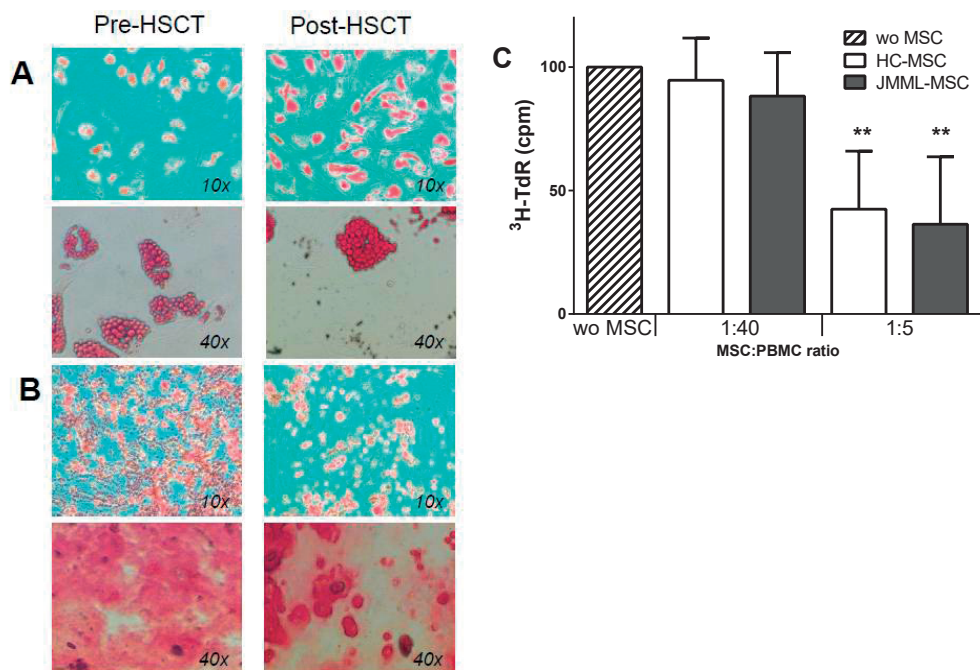 Pre-HSCT Post-HSCT
A
10x 10x
40x 40x
B
10x 10x
40x 40x
C
wo MSC
HC-MSC
JMML-MSC
³H-TdR (cpm)
100
50
0
** **
wo MSC 1:40 1:5
MSC:PBMC ratio